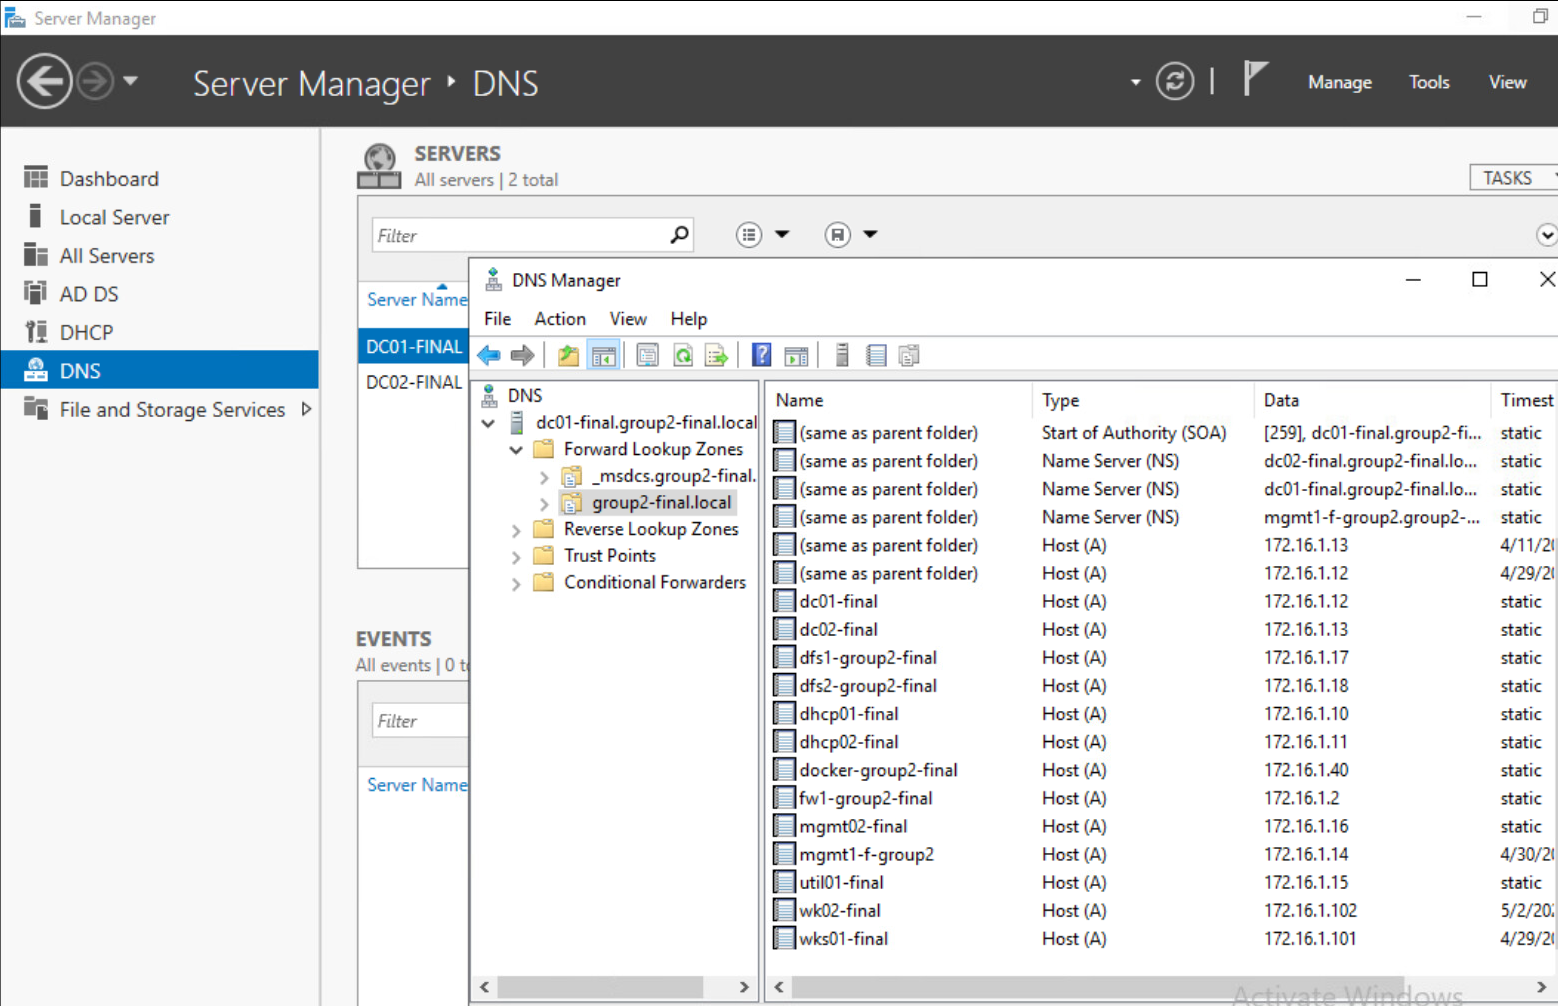 Server Manager
Server Manager ‣ DNS
Manage Tools View
Dashboard
Local Server
All Servers
AD DS
DHCP
DNS
File and Storage Services
SERVERS
All servers | 2 total
TASKS
Filter
Server Name
DC01-FINAL
DC02-FINAL
EVENTS
All events | 0 to
Filter
Server Name
DNS Manager
File Action View Help
DNS
dc01-final.group2-final.local
Forward Lookup Zones
_msdcs.group2-final.
group2-final.local
Reverse Lookup Zones
Trust Points
Conditional Forwarders
Name Type Data Timest
(same as parent folder) Start of Authority (SOA) [259], dc01-final.group2-fi... static
(same as parent folder) Name Server (NS) dc02-final.group2-final.lo... static
(same as parent folder) Name Server (NS) dc01-final.group2-final.lo... static
(same as parent folder) Name Server (NS) mgmt1-f-group2.group2-... static
(same as parent folder) Host (A) 172.16.1.13 4/11/20
(same as parent folder) Host (A) 172.16.1.12 4/29/20
dc01-final Host (A) 172.16.1.12 static
dc02-final Host (A) 172.16.1.13 static
dfs1-group2-final Host (A) 172.16.1.17 static
dfs2-group2-final Host (A) 172.16.1.18 static
dhcp01-final Host (A) 172.16.1.10 static
dhcp02-final Host (A) 172.16.1.11 static
docker-group2-final Host (A) 172.16.1.40 static
fw1-group2-final Host (A) 172.16.1.2 static
mgmt02-final Host (A) 172.16.1.16 static
mgmt1-f-group2 Host (A) 172.16.1.14 4/30/20
util01-final Host (A) 172.16.1.15 static
wk02-final Host (A) 172.16.1.102 5/2/202
wks01-final Host (A) 172.16.1.101 4/29/20
Activate Windows